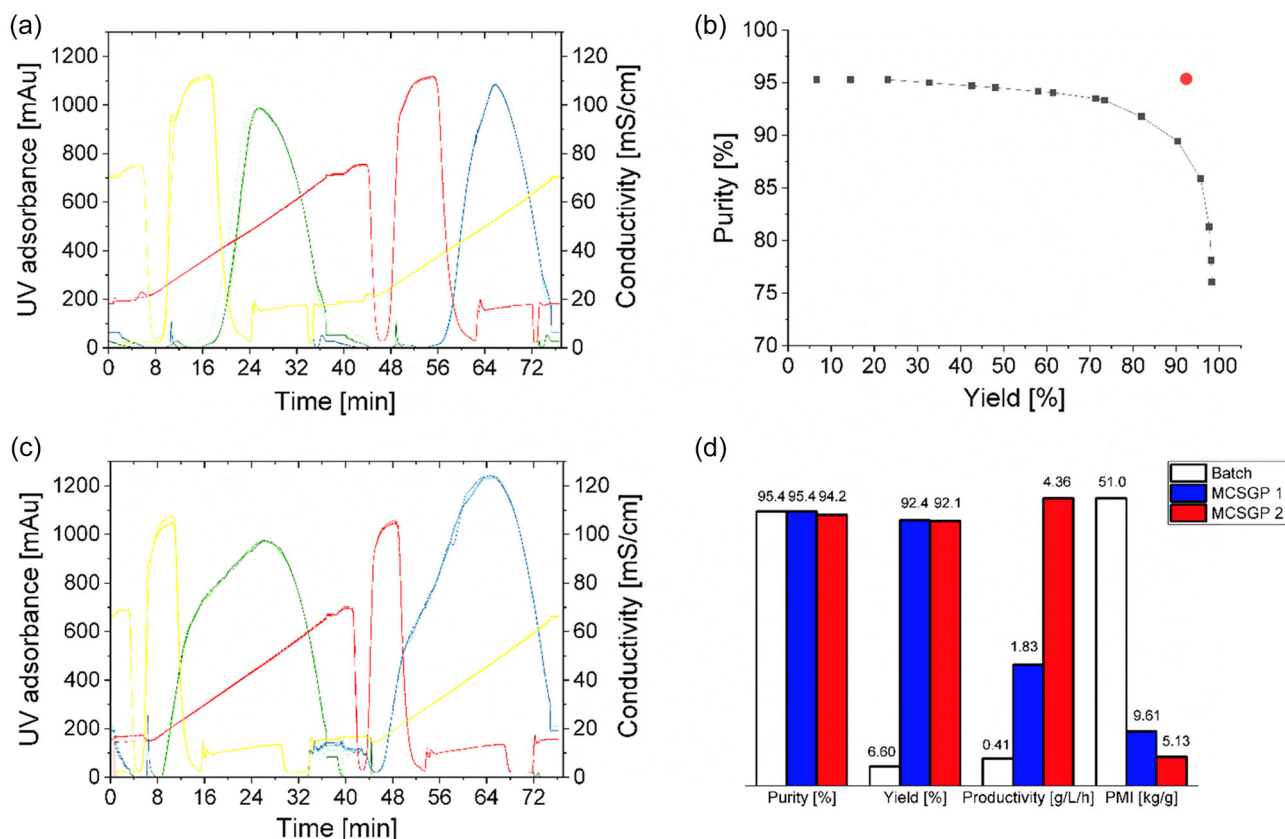 (a)
1200
1000
800
600
400
200
0
UV adsorbance [mAu]
120
100
80
60
40
20
0
Conductivity [mS/cm]
0 8 16 24 32 40 48 56 64 72
Time [min]
(b)
100
95
90
85
80
75
70
Purity [%]
0 10 20 30 40 50 60 70 80 90 100
Yield [%]
(c)
1200
1000
800
600
400
200
0
UV adsorbance [mAu]
120
100
80
60
40
20
0
Conductivity [mS/cm]
0 8 16 24 32 40 48 56 64 72
Time [min]
(d)
Batch
MCSGP 1
MCSGP 2
95.4 95.4 94.2
6.60 92.4 92.1
0.41 1.83 4.36
51.0 9.61 5.13
Purity [%] Yield [%] Productivity [g/L/h] PMI [kg/g]